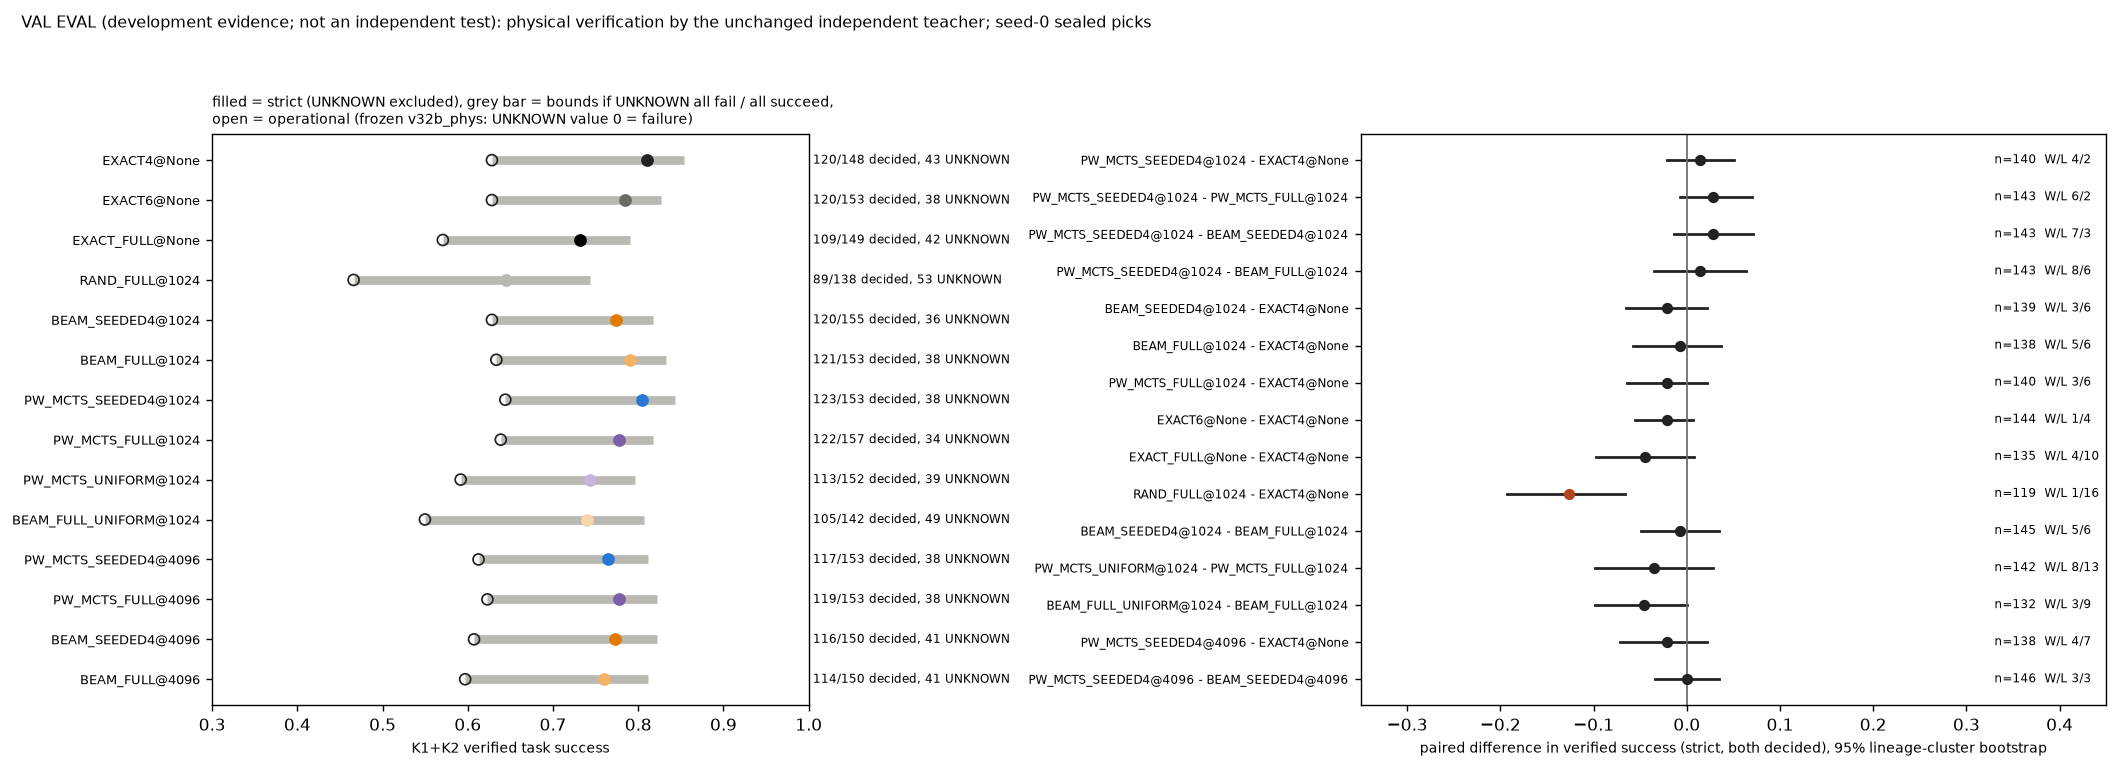 VAL EVAL (development evidence; not an independent test): physical verification by the unchanged independent teacher; seed-0 sealed picks
filled = strict (UNKNOWN excluded), grey bar = bounds if UNKNOWN all fail / all succeed,
open = operational (frozen v32b_phys: UNKNOWN value 0 = failure)
EXACT4@None 120/148 decided, 43 UNKNOWN
EXACT6@None 120/153 decided, 38 UNKNOWN
EXACT_FULL@None 109/149 decided, 42 UNKNOWN
RAND_FULL@1024 89/138 decided, 53 UNKNOWN
BEAM_SEEDED4@1024 120/155 decided, 36 UNKNOWN
BEAM_FULL@1024 121/153 decided, 38 UNKNOWN
PW_MCTS_SEEDED4@1024 123/153 decided, 38 UNKNOWN
PW_MCTS_FULL@1024 122/157 decided, 34 UNKNOWN
PW_MCTS_UNIFORM@1024 113/152 decided, 39 UNKNOWN
BEAM_FULL_UNIFORM@1024 105/142 decided, 49 UNKNOWN
PW_MCTS_SEEDED4@4096 117/153 decided, 38 UNKNOWN
PW_MCTS_FULL@4096 119/153 decided, 38 UNKNOWN
BEAM_SEEDED4@4096 116/150 decided, 41 UNKNOWN
BEAM_FULL@4096 114/150 decided, 41 UNKNOWN
0.3 0.4 0.5 0.6 0.7 0.8 0.9 1.0
K1+K2 verified task success
PW_MCTS_SEEDED4@1024 - EXACT4@None n=140 W/L 4/2
PW_MCTS_SEEDED4@1024 - PW_MCTS_FULL@1024 n=143 W/L 6/2
PW_MCTS_SEEDED4@1024 - BEAM_SEEDED4@1024 n=143 W/L 7/3
PW_MCTS_SEEDED4@1024 - BEAM_FULL@1024 n=143 W/L 8/6
BEAM_SEEDED4@1024 - EXACT4@None n=139 W/L 3/6
BEAM_FULL@1024 - EXACT4@None n=138 W/L 5/6
PW_MCTS_FULL@1024 - EXACT4@None n=140 W/L 3/6
EXACT6@None - EXACT4@None n=144 W/L 1/4
EXACT_FULL@None - EXACT4@None n=135 W/L 4/10
RAND_FULL@1024 - EXACT4@None n=119 W/L 1/16
BEAM_SEEDED4@1024 - BEAM_FULL@1024 n=145 W/L 5/6
PW_MCTS_UNIFORM@1024 - PW_MCTS_FULL@1024 n=142 W/L 8/13
BEAM_FULL_UNIFORM@1024 - BEAM_FULL@1024 n=132 W/L 3/9
PW_MCTS_SEEDED4@4096 - EXACT4@None n=138 W/L 4/7
PW_MCTS_SEEDED4@4096 - BEAM_SEEDED4@4096 n=146 W/L 3/3
−0.3 −0.2 −0.1 0.0 0.1 0.2 0.3 0.4
paired difference in verified success (strict, both decided), 95% lineage-cluster bootstrap